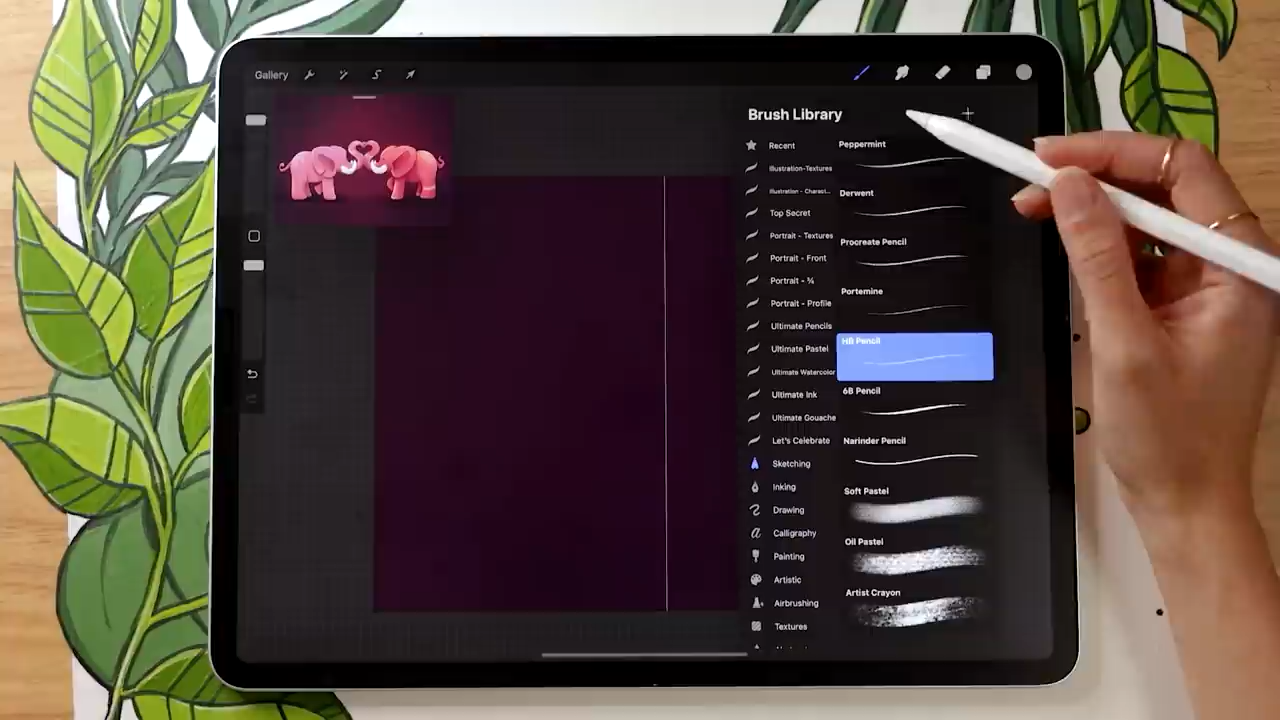 Gallery
Brush Library
Recent
Illustration-Textures
Illustration - Charact...
Top Secret
Portrait - Textures
Portrait - Front
Portrait - ¾
Portrait - Profile
Ultimate Pencils
Ultimate Pastel
Ultimate Watercolor
Ultimate Ink
Ultimate Gouache
Let's Celebrate
Sketching
Inking
Drawing
Calligraphy
Painting
Artistic
Airbrushing
Textures
Peppermint
Derwent
Procreate Pencil
Portemine
HB Pencil
6B Pencil
Narinder Pencil
Soft Pastel
Oil Pastel
Artist Crayon